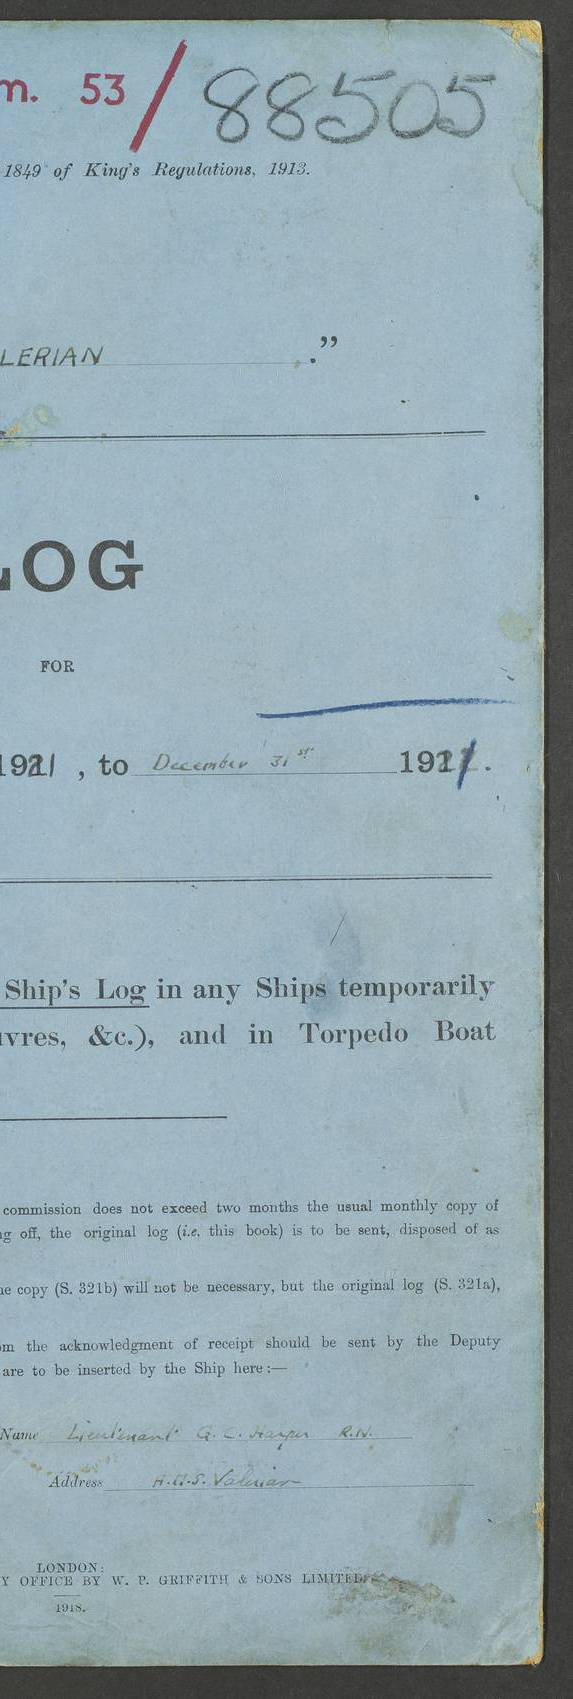 m. 53/88505
1849 of King's Regulations, 1913.
LERIAN ."
LOG
FOR
1921, to December 31st 1921.
Ship's Log in any Ships temporarily
uvres, &c.), and in Torpedo Boat
commission does not exceed two months the usual monthly copy of
ng off, the original log (i.e. this book) is to be sent, disposed of as
he copy (S. 321b) will not be necessary, but the original log (S. 321a),
om the acknowledgment of receipt should be sent by the Deputy
are to be inserted by the Ship here:—
Name Lieutenant G. C. Harper R.N.
Address H.M.S. Valerian
LONDON:
Y OFFICE BY W. P. GRIFFITH & SONS LIMITED.
1918.